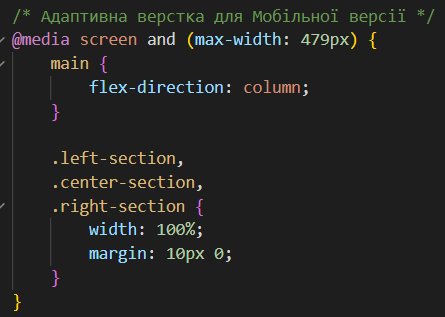 /* Адаптивна верстка для Мобільної версії */
@media screen and (max-width: 479px) {
main {
flex-direction: column;
}
.left-section,
.center-section,
.right-section {
width: 100%;
margin: 10px 0;
}
}